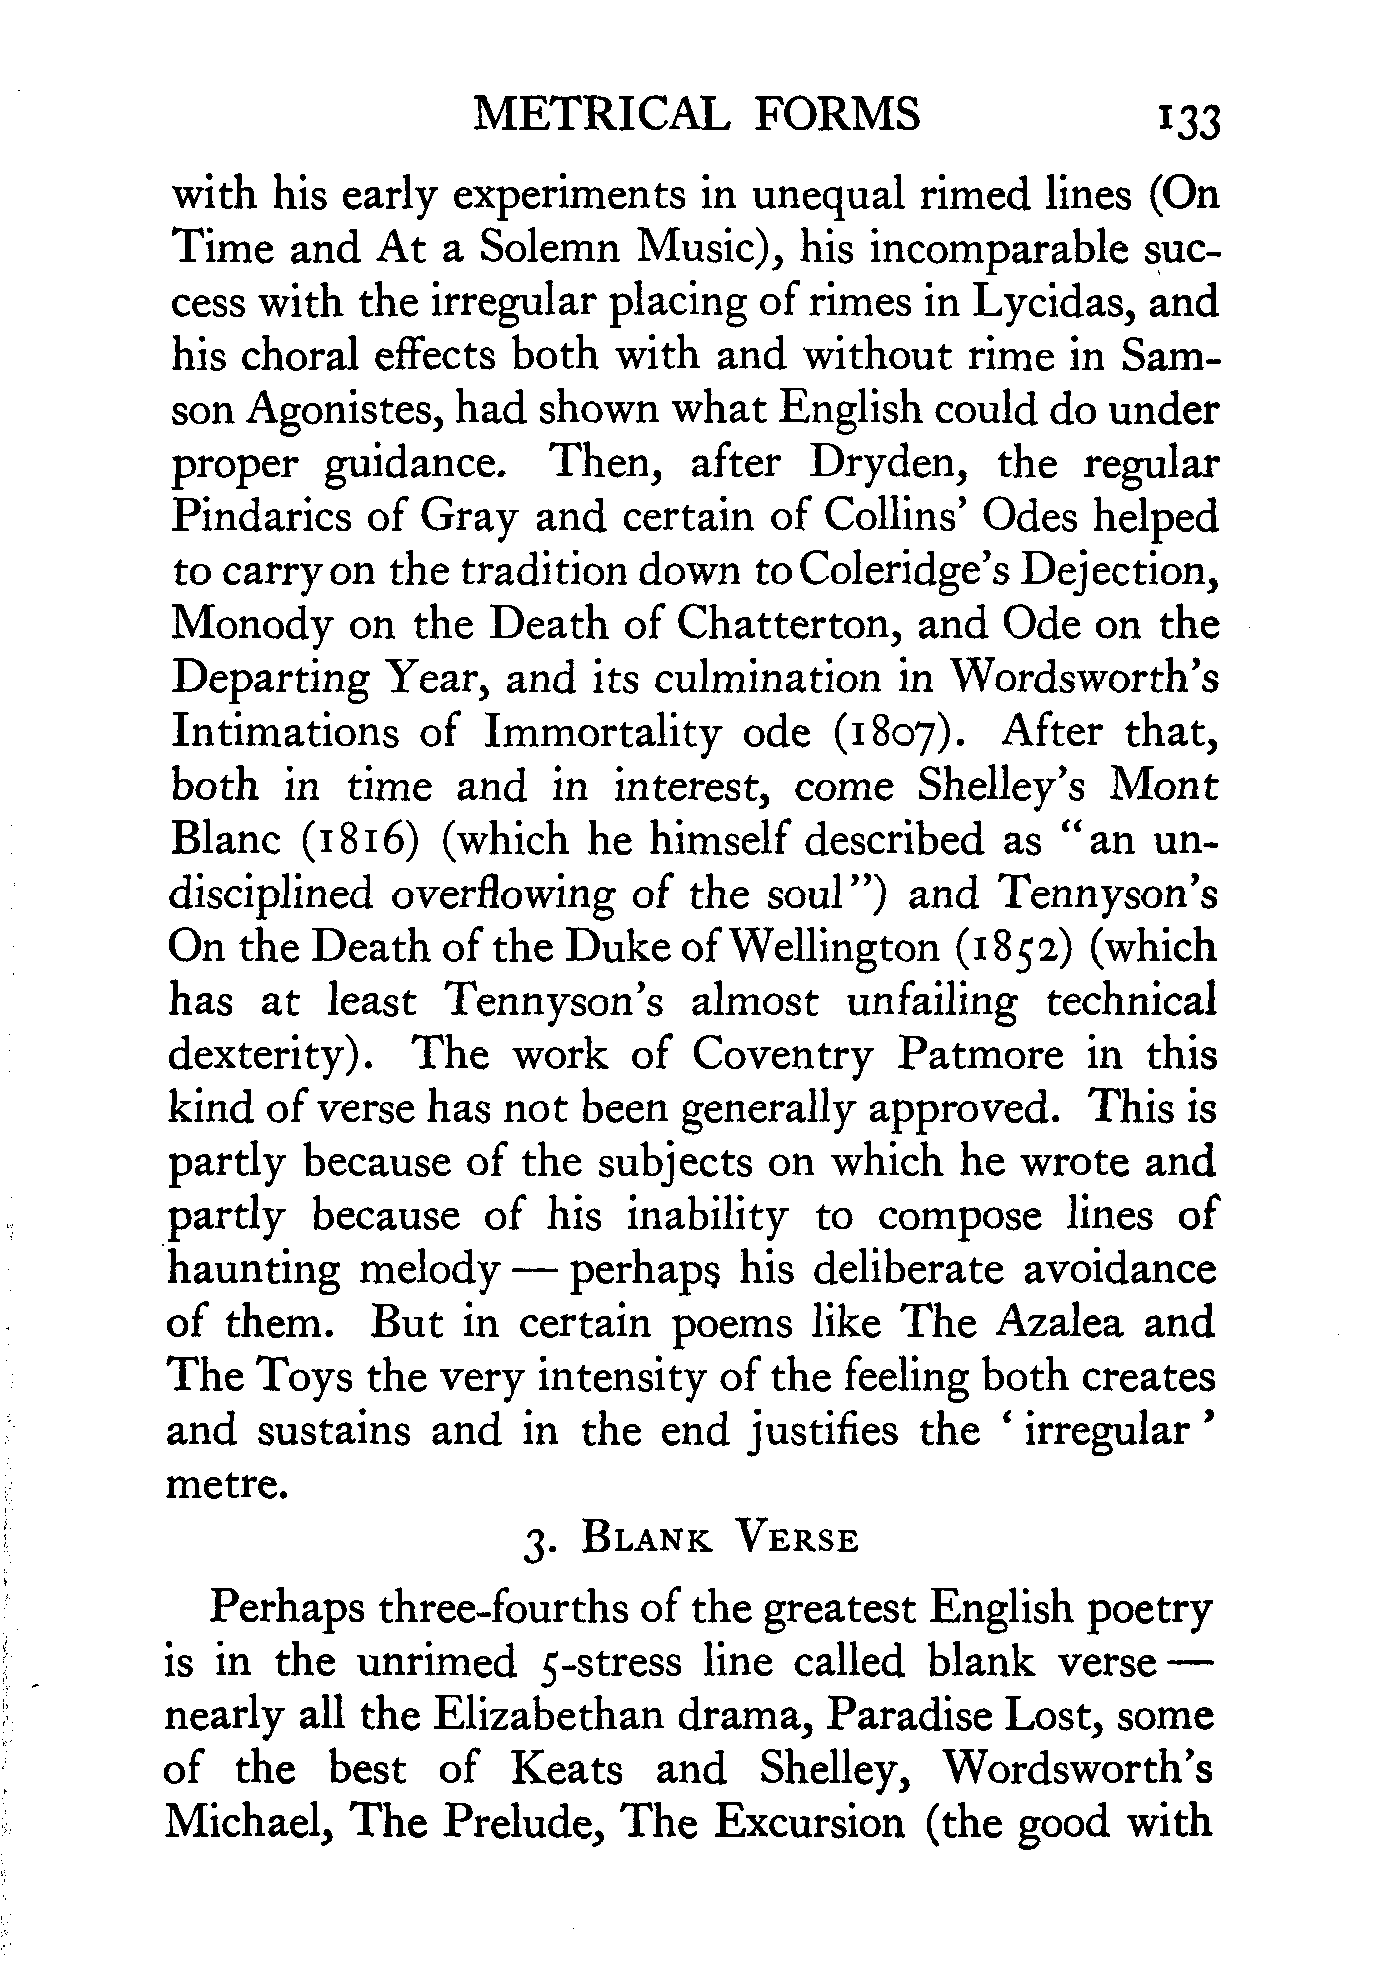 METRICAL FORMS 133
with his early experiments in unequal rimed lines (On
Time and At a Solemn Music), his incomparable suc-
cess with the irregular placing of rimes in Lycidas, and
his choral effects both with and without rime in Sam-
son Agonistes, had shown what English could do under
proper guidance. Then, after Dryden, the regular
Pindarics of Gray and certain of Collins' Odes helped
to carry on the tradition down to Coleridge's Dejection,
Monody on the Death of Chatterton, and Ode on the
Departing Year, and its culmination in Wordsworth's
Intimations of Immortality ode (1807). After that,
both in time and in interest, come Shelley's Mont
Blanc (1816) (which he himself described as "an un-
disciplined overflowing of the soul") and Tennyson's
On the Death of the Duke of Wellington (1852) (which
has at least Tennyson's almost unfailing technical
dexterity). The work of Coventry Patmore in this
kind of verse has not been generally approved. This is
partly because of the subjects on which he wrote and
partly because of his inability to compose lines of
haunting melody — perhaps his deliberate avoidance
of them. But in certain poems like The Azalea and
The Toys the very intensity of the feeling both creates
and sustains and in the end justifies the ' irregular '
metre.
3. BLANK VERSE
Perhaps three-fourths of the greatest English poetry
is in the unrimed 5-stress line called blank verse —
nearly all the Elizabethan drama, Paradise Lost, some
of the best of Keats and Shelley, Wordsworth's
Michael, The Prelude, The Excursion (the good with